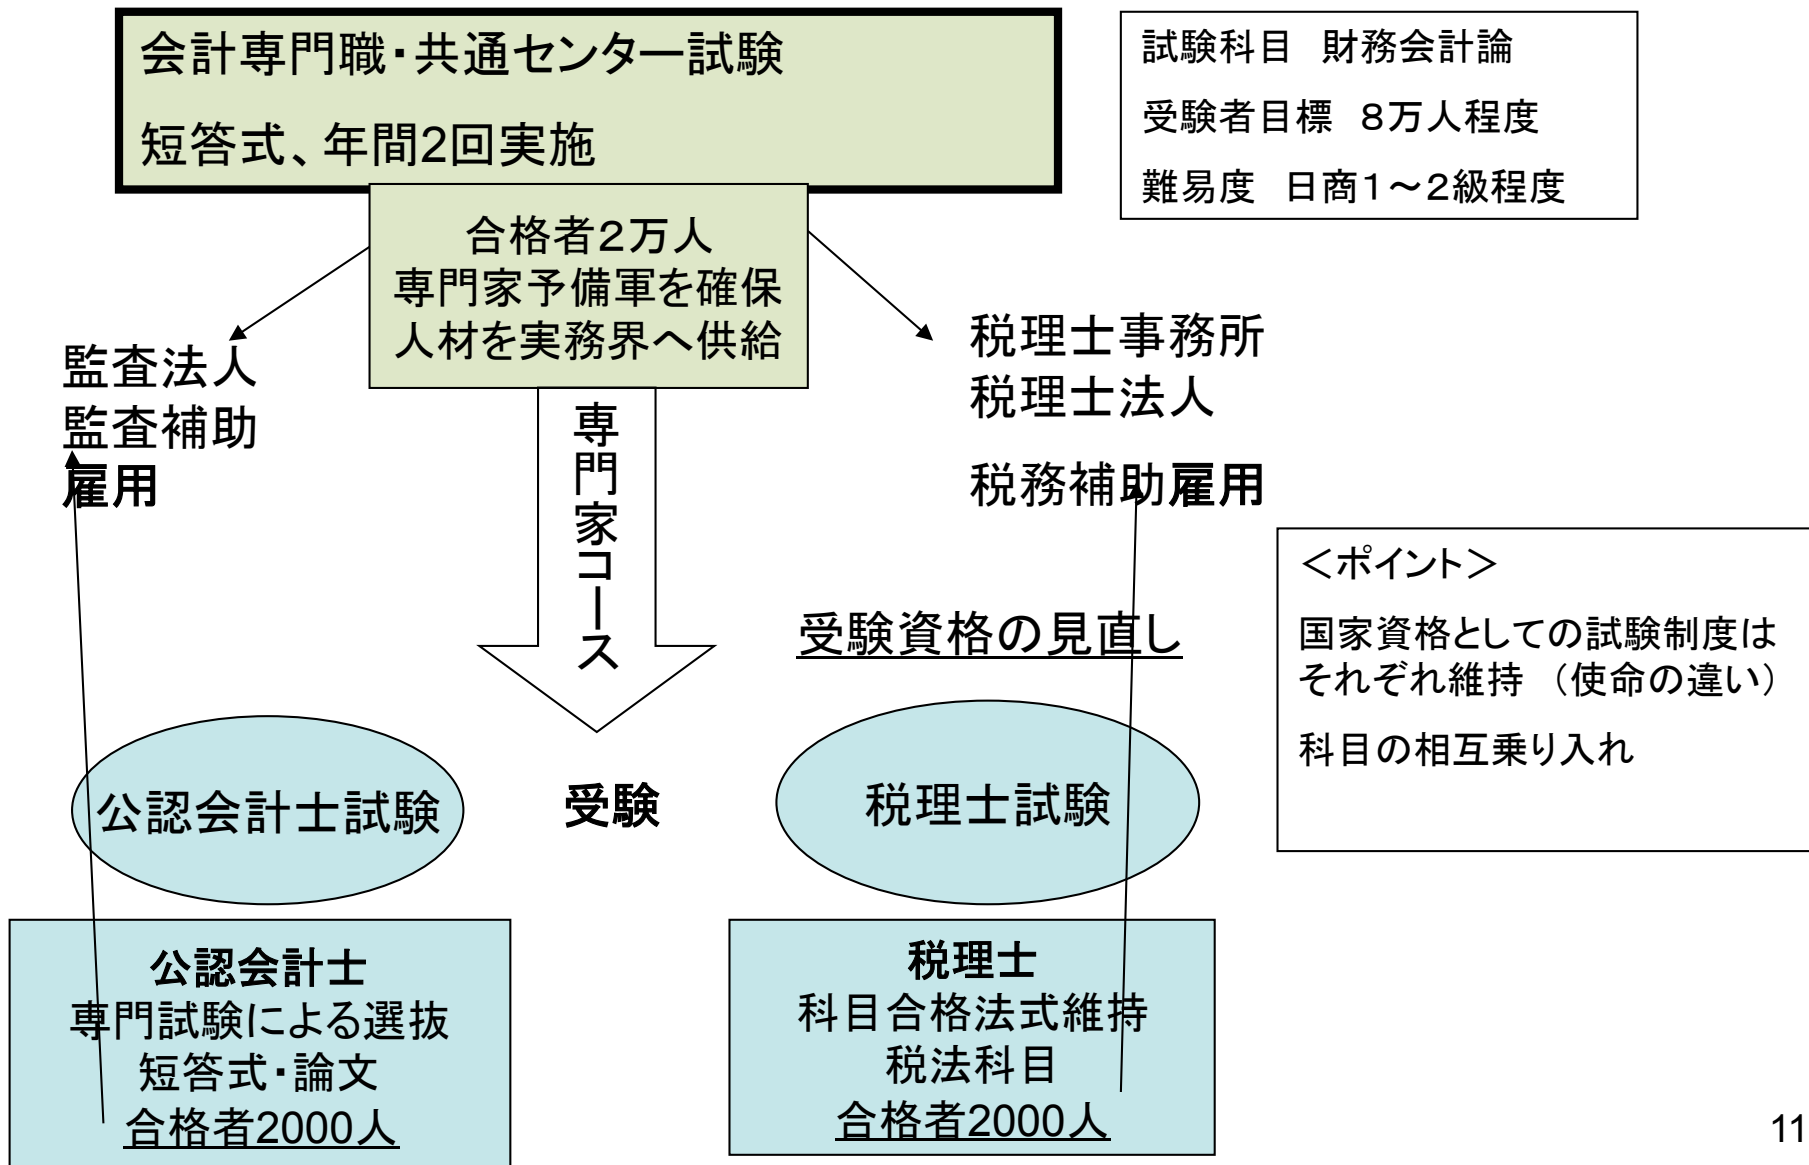 会計専門職・共通センター試験
短答式、年間2回実施
試験科目　財務会計論
受験者目標　８万人程度
難易度　日商１～２級程度
合格者２万人
専門家予備軍を確保
人材を実務界へ供給
監査法人
監査補助
雇用
税理士事務所
税理士法人
税務補助雇用
専門家コース
受験資格の見直し
＜ポイント＞
国家資格としての試験制度は
それぞれ維持　（使命の違い）
科目の相互乗り入れ
公認会計士試験
受験
税理士試験
公認会計士
専門試験による選抜
短答式・論文
合格者2000人
税理士
科目合格法式維持
税法科目
合格者2000人
11